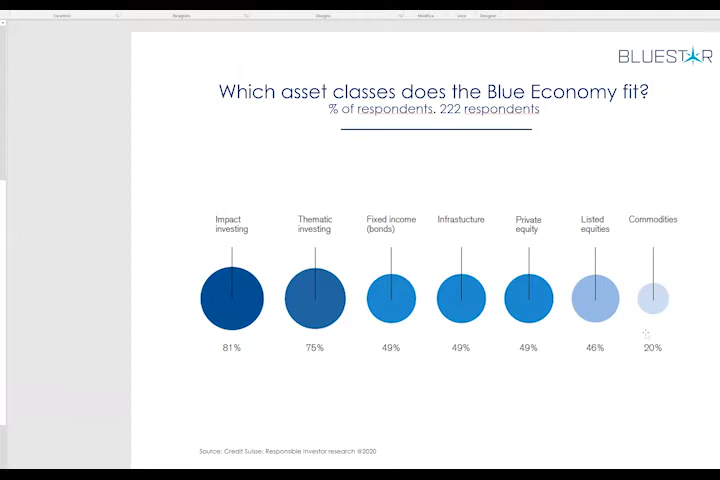 BLUESTAR
Which asset classes does the Blue Economy fit?
% of respondents. 222 respondents
Impact
investing
Thematic
investing
Fixed income
(bonds)
Infrastucture
Private
equity
Listed
equities
Commodities
81%
75%
49%
49%
49%
46%
20%
Source: Credit Suisse; Responsible Investor research @2020